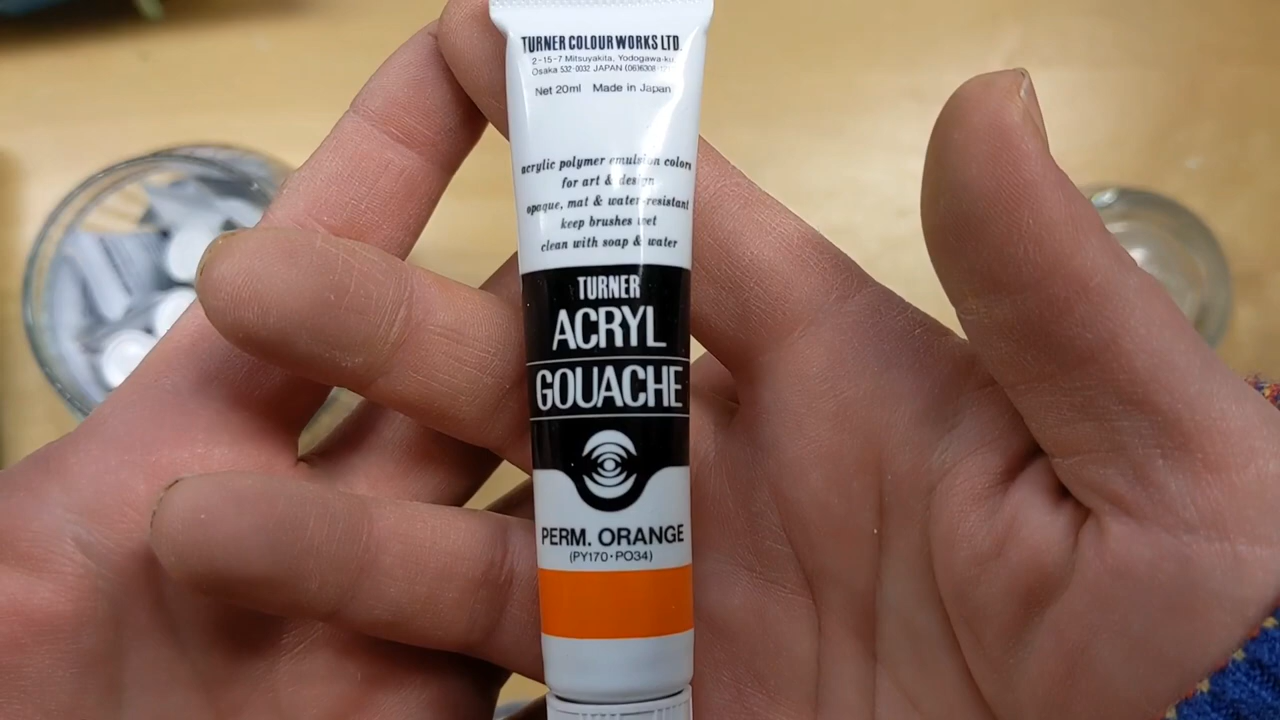 TURNER COLOUR WORKS LTD.
2-15-7 Mitsuyakita, Yodogawa-ku
Osaka 532-0032 JAPAN (06)6308-
Net 20ml Made in Japan
acrylic polymer emulsion colors
for art & design
opaque, mat & water-resistant
keep brushes wet
clean with soap & water
TURNER
ACRYL
GOUACHE
PERM. ORANGE
(PY170·PO34)